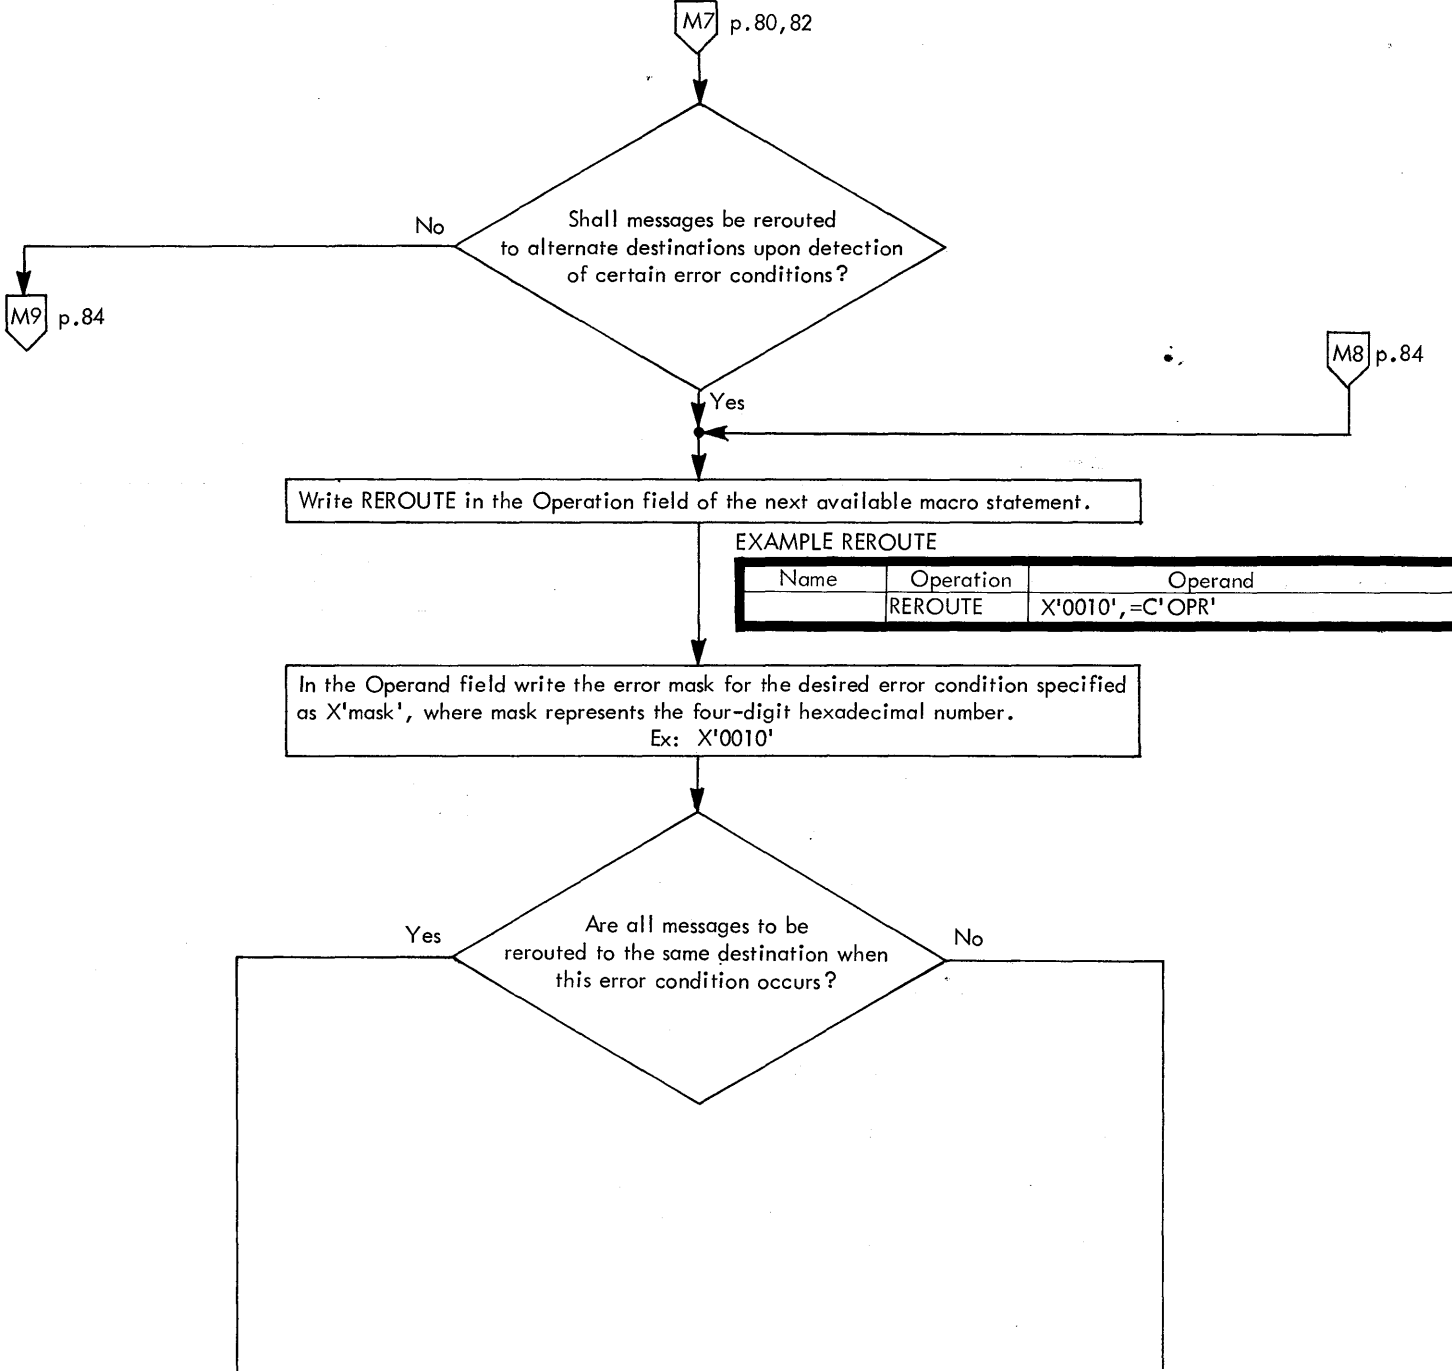 M7 p.80,82
Shall messages be rerouted
to alternate destinations upon detection
of certain error conditions?
No
M9 p.84
M8 p.84
Yes
Write REROUTE in the Operation field of the next available macro statement.
EXAMPLE REROUTE
Name Operation Operand
REROUTE X'0010',=C'OPR'
In the Operand field write the error mask for the desired error condition specified
as X'mask', where mask represents the four-digit hexadecimal number.
Ex: X'0010'
Are all messages to be
rerouted to the same destination when
this error condition occurs?
Yes
No